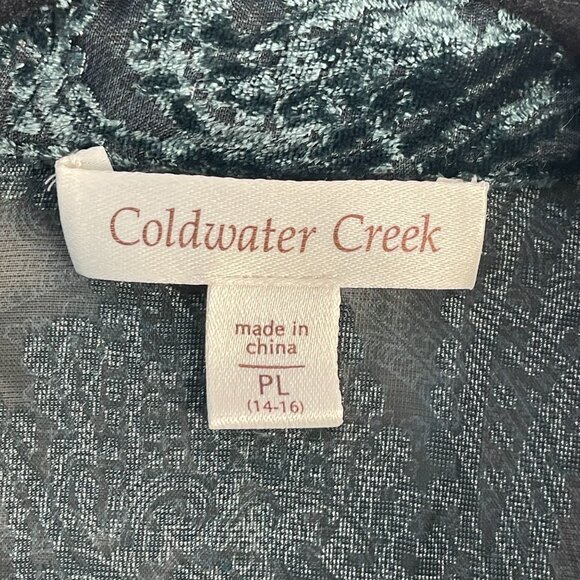 Coldwater Creek
made in
china
PL
(14-16)